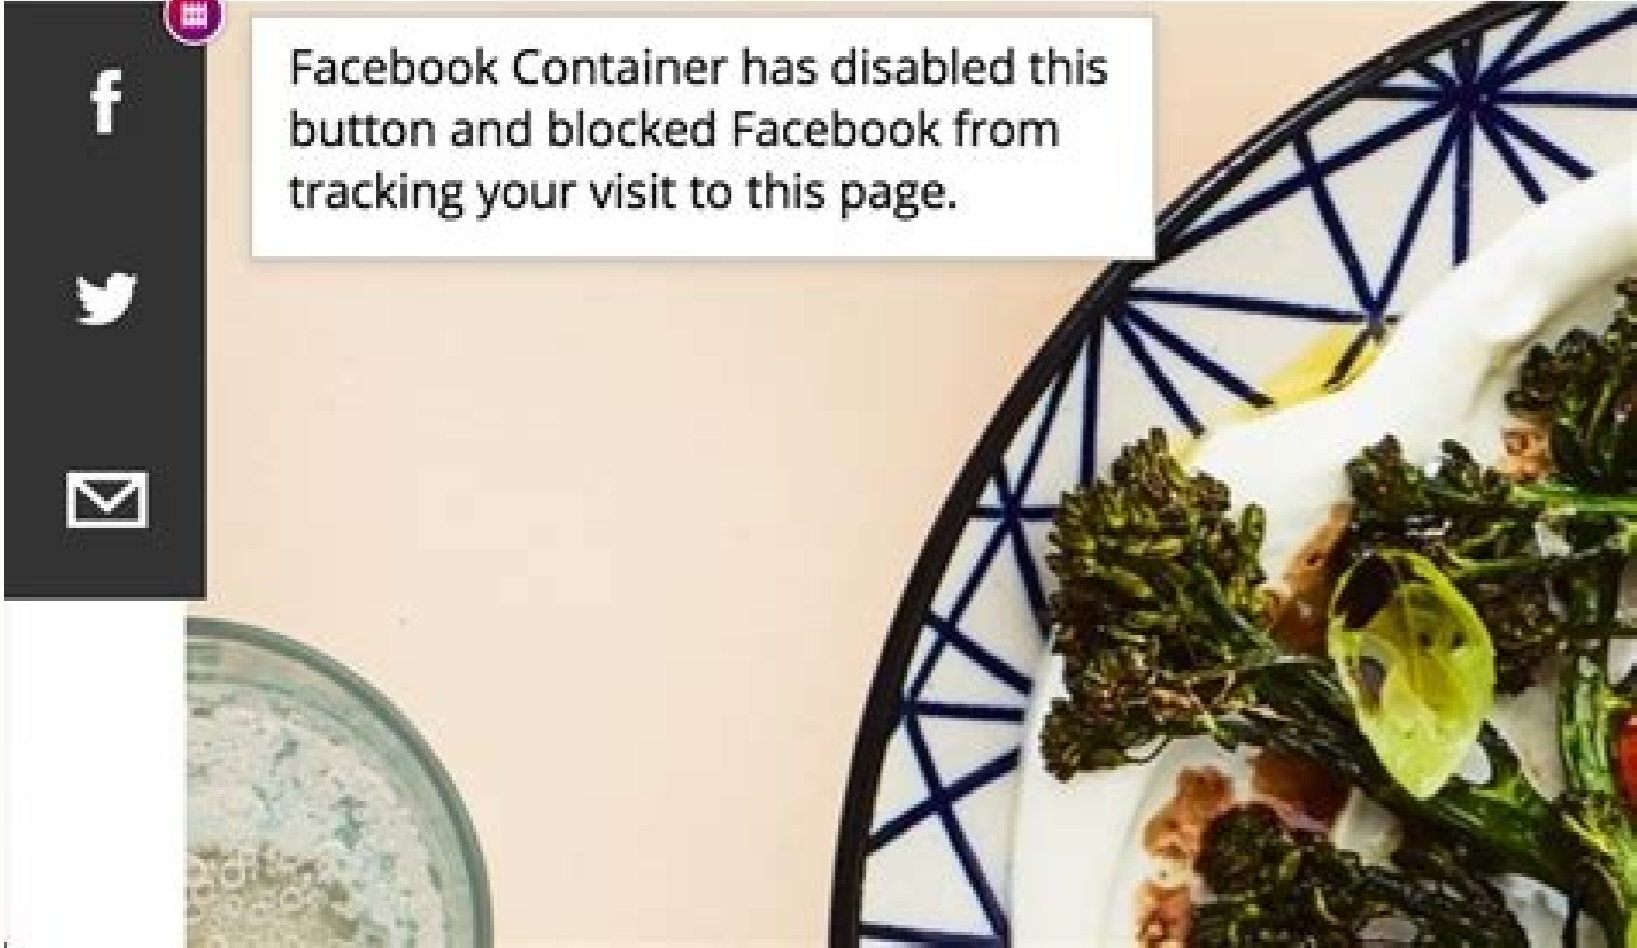 Facebook Container has disabled this
button and blocked Facebook from
tracking your visit to this page.